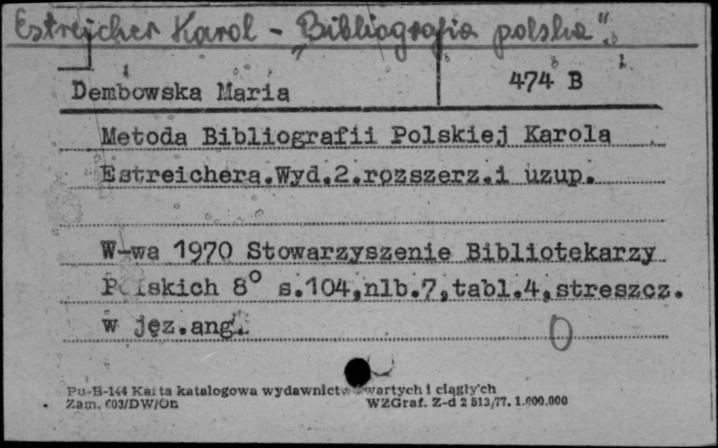 Estreicher Karol - "Bibliografia polska".
Dembowska Maria
474 B
Metoda Bibliografii Polskiej Karola
Estreichera.Wyd.2.rozszerz.i uzup.
W-wa 1970 Stowarzyszenie Bibliotekarzy
Polskich 8° s.104,nlb.7,tabl.4,streszcz.
w jęz.ang.
Pu-B-144 Karta katalogowa wydawnictw zwartych i ciągłych
Zam. 603/DW/On WZGraf. Z-d 2 513/77. 1.000.000